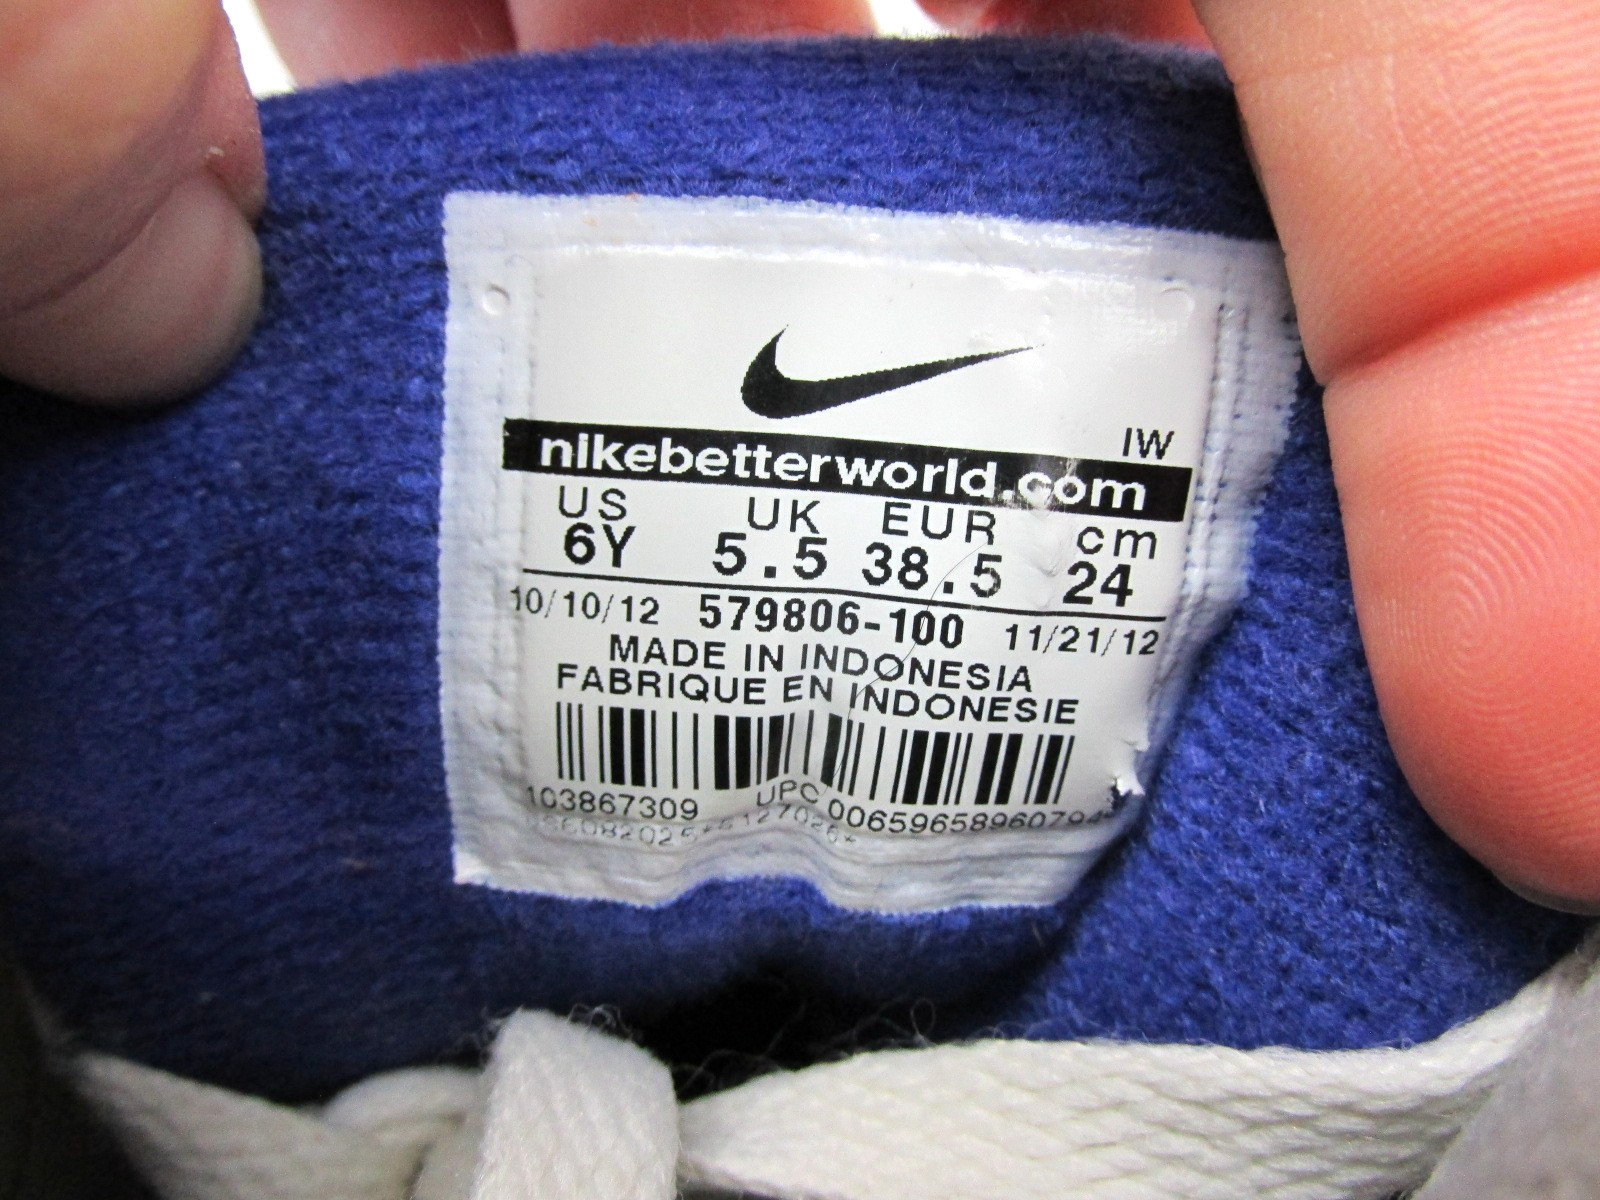 IW
nikebetterworld.com
US UK EUR cm
6Y 5.5 38.5 24
10/10/12 579806-100 11/21/12
MADE IN INDONESIA
FABRIQUE EN INDONESIE
103867309 UPC